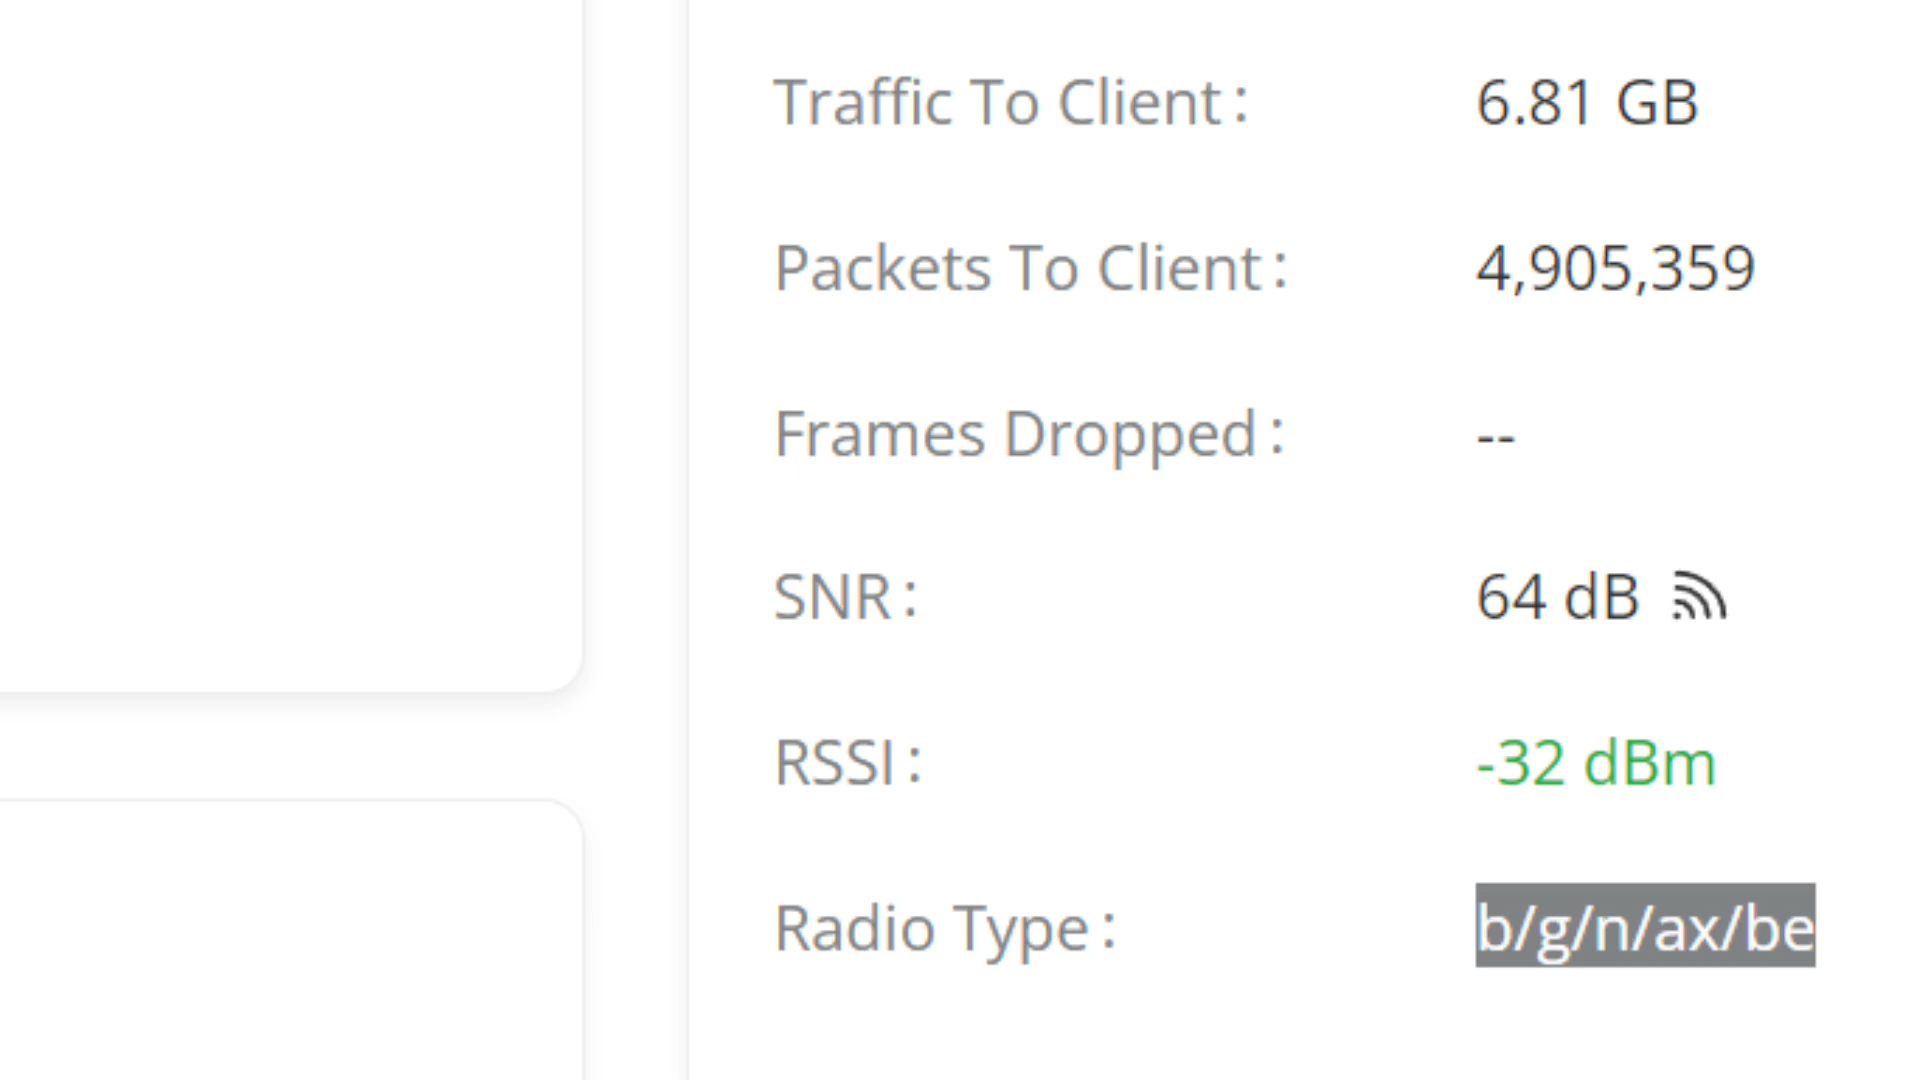 Traffic To Client: 6.81 GB
Packets To Client: 4,905,359
Frames Dropped: --
SNR: 64 dB
RSSI: -32 dBm
Radio Type: b/g/n/ax/be